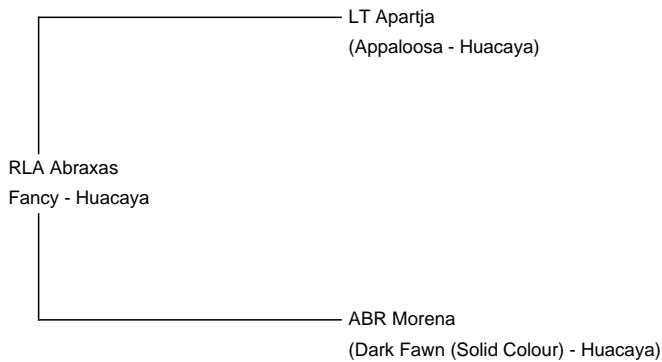 LT Apartja
(Appaloosa - Huacaya)
RLA Abraxas
Fancy - Huacaya
ABR Morena
(Dark Fawn (Solid Colour) - Huacaya)